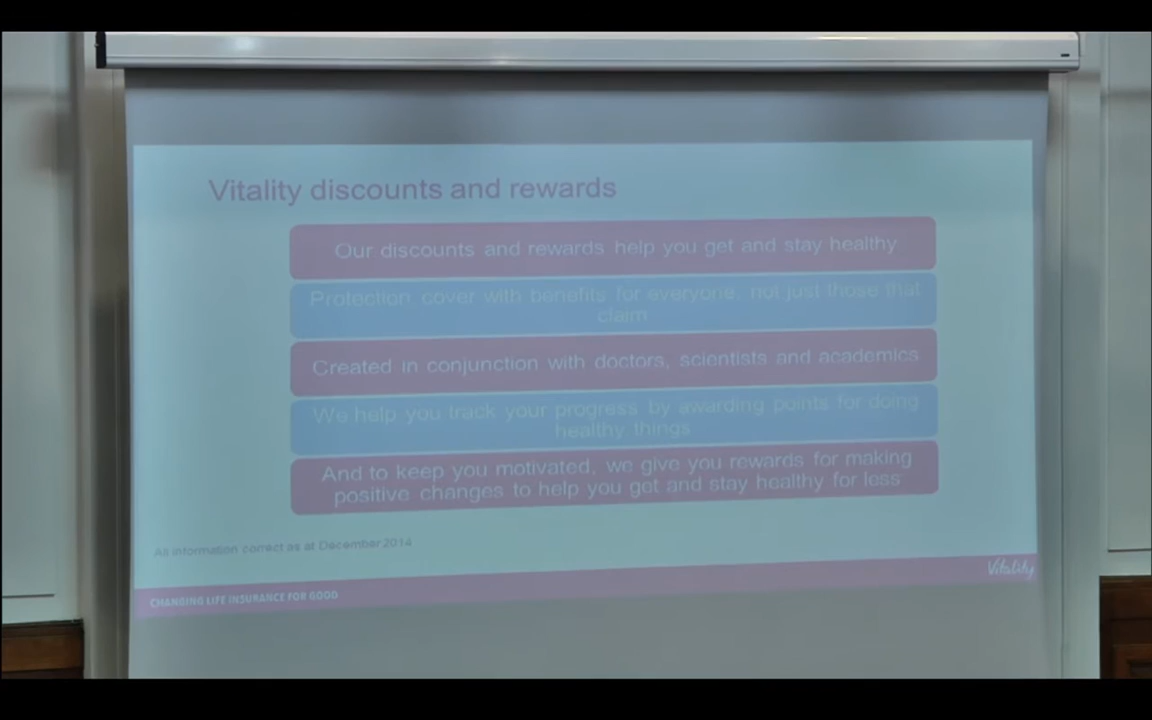 Vitality discounts and rewards
Our discounts and rewards help you get and stay healthy
Protection cover with benefits for everyone, not just those that
claim
Created in conjunction with doctors, scientists and academics
We help you track your progress by awarding points for doing
healthy things
And to keep you motivated, we give you rewards for making
positive changes to help you get and stay healthy for less
All information correct as at December 2014
CHANGING LIFE INSURANCE FOR GOOD
Vitality